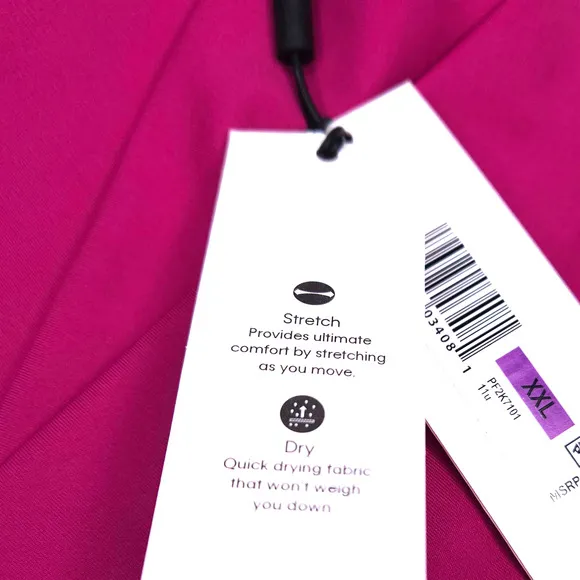 Stretch
Provides ultimate
comfort by stretching
as you move.
Dry
Quick drying fabric
that won't weigh
you down
03408 1
PF2K7101
11u
XXL
MSRP